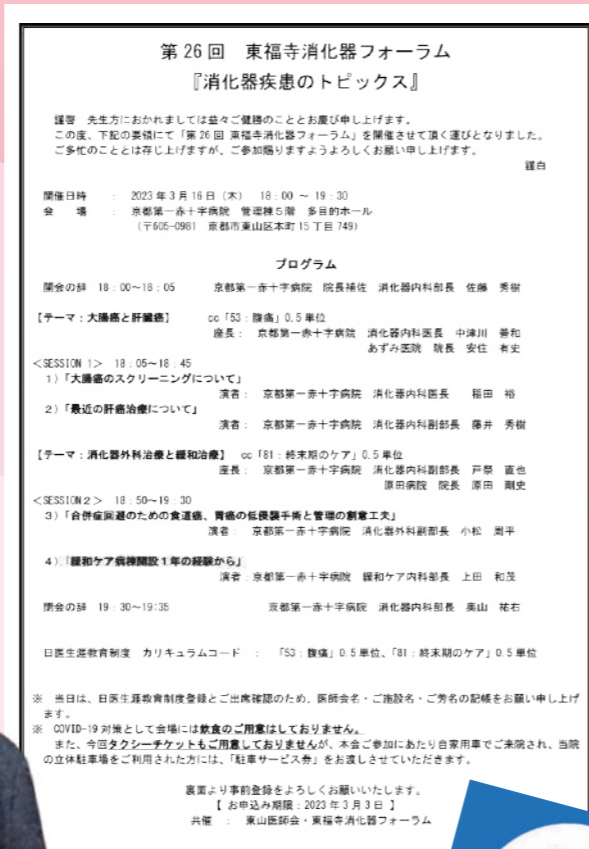 第26回 東福寺消化器フォーラム
『消化器疾患のトピックス』
謹啓 先生方におかれましては益々ご健勝のこととお慶び申し上げます。
この度、下記の要領にて「第26回 東福寺消化器フォーラム」を開催させて頂く運びとなりました。
ご多忙のこととは存じ上げますが、ご参加賜りますようよろしくお願い申し上げます。
謹白
開催日時 : 2023年3月16日(木) 18:00 ~ 19:30
会 場 : 京都第一赤十字病院 管理棟5階 多目的ホール
(〒605-0981 京都市東山区本町15丁目749)
プログラム
開会の辞 18:00~18:05 京都第一赤十字病院 院長補佐 消化器内科部長 佐藤 秀樹
【テーマ:大腸癌と肝臓癌】 cc「53:腹痛」0.5単位
座長: 京都第一赤十字病院 消化器内科医長 中津川 善和
あずみ医院 院長 安住 有史
<SESSION 1> 18:05~18:45
1)「大腸癌のスクリーニングについて」
演者: 京都第一赤十字病院 消化器内科医長 稲田 裕
2)「最近の肝癌治療について」
演者: 京都第一赤十字病院 消化器内科副部長 藤井 秀樹
【テーマ:消化器外科治療と緩和治療】 cc「81:終末期のケア」0.5単位
座長: 京都第一赤十字病院 消化器内科副部長 戸祭 直也
原田病院 院長 原田 剛史
<SESSION2> 18:50~19:30
3)「合併症回避のための食道癌、胃癌の低侵襲手術と管理の創意工夫」
演者: 京都第一赤十字病院 消化器外科副部長 小松 周平
4)「緩和ケア病棟開設1年の経験から」
演者:京都第一赤十字病院 緩和ケア内科部長 上田 和茂
閉会の辞 19:30~19:35 京都第一赤十字病院 消化器内科部長 奥山 祐右
日医生涯教育制度 カリキュラムコード : 「53:腹痛」0.5単位、「81:終末期のケア」0.5単位
※ 当日は、日医生涯教育制度登録とご出席確認のため、医師会名・ご施設名・ご芳名の記帳をお願い申し上げ
ます。
※ COVID-19対策として会場には飲食のご用意はしておりません。
また、今回タクシーチケットもご用意しておりませんが、本会ご参加にあたり自家用車でご来院され、当院
の立体駐車場をご利用された方には、「駐車サービス券」をお渡しさせていただきます。
裏面より事前登録をよろしくお願いいたします。
【 お申込み期限:2023年3月3日 】
共催 : 東山医師会・東福寺消化器フォーラム